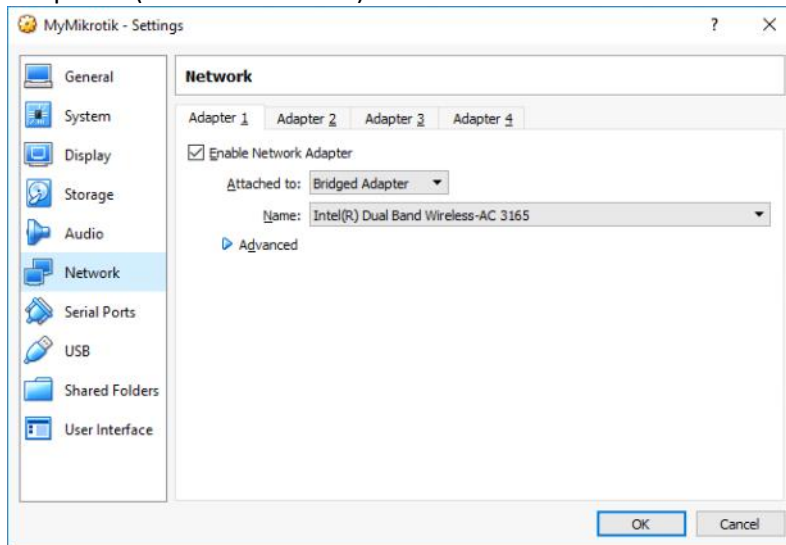 MyMikrotik - Settings ? ×
General
System
Display
Storage
Audio
Network
Serial Ports
USB
Shared Folders
User Interface
Network
Adapter 1 Adapter 2 Adapter 3 Adapter 4
Enable Network Adapter
Attached to: Bridged Adapter
Name: Intel(R) Dual Band Wireless-AC 3165
Advanced
OK Cancel